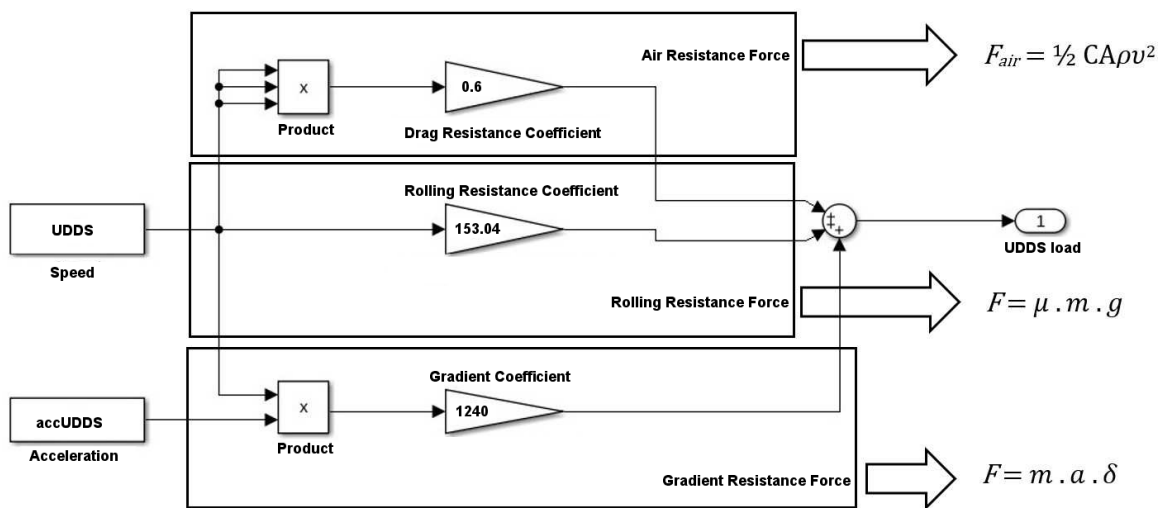 Air Resistance Force
F_air = ½ CAρυ²
x
0.6
Product
Drag Resistance Coefficient
Rolling Resistance Coefficient
UDDS
153.04
Speed
‡
+
1
UDDS load
Rolling Resistance Force
F = μ . m . g
Gradient Coefficient
x
1240
accUDDS
Product
Acceleration
Gradient Resistance Force
F = m . a . δ